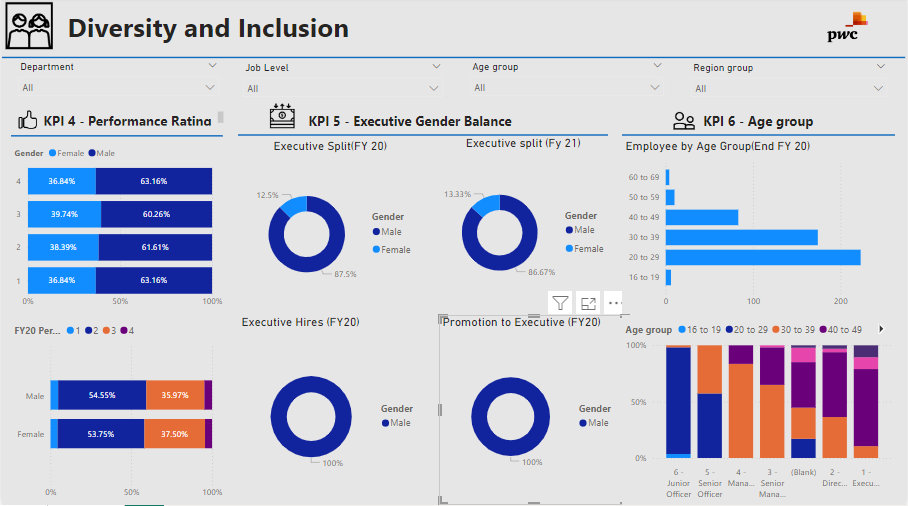 Diversity and Inclusion
pwc
Department
All
Job Level
All
Age group
All
Region group
All
KPI 4 - Performance Rating
Gender Female Male
4 36.84% 63.16%
3 39.74% 60.26%
2 38.39% 61.61%
1 36.84% 63.16%
0% 50% 100%
FY20 Per... 1 2 3 4
Male 54.55% 35.97%
Female 53.75% 37.50%
0% 50% 100%
KPI 5 - Executive Gender Balance
Executive Split(FY 20)
12.5%
87.5%
Gender
Male
Female
Executive split (Fy 21)
13.33%
86.67%
Gender
Male
Female
Executive Hires (FY20)
100%
Gender
Male
Promotion to Executive (FY20)
100%
Gender
Male
KPI 6 - Age group
Employee by Age Group(End FY 20)
60 to 69
50 to 59
40 to 49
30 to 39
20 to 29
16 to 19
0 100 200
Age group 16 to 19 20 to 29 30 to 39 40 to 49
100%
50%
0%
6 -
Junior
Officer
5 -
Senior
Officer
4 -
Mana...
3 -
Senior
Mana...
(Blank)
2 -
Direc...
1 -
Execu...